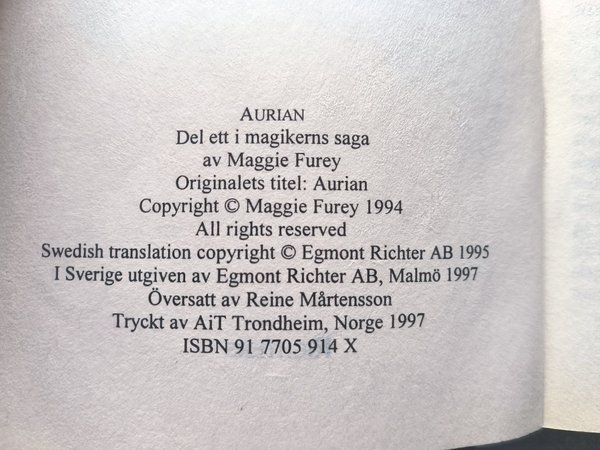 AURIAN
Del ett i magikerns saga
av Maggie Furey
Originalets titel: Aurian
Copyright © Maggie Furey 1994
All rights reserved
Swedish translation copyright © Egmont Richter AB 1995
I Sverige utgiven av Egmont Richter AB, Malmö 1997
Översatt av Reine Mårtensson
Tryckt av AiT Trondheim, Norge 1997
ISBN 91 7705 914 X